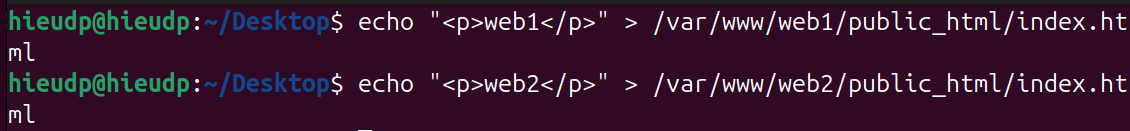 hieudp@hieudp:~/Desktop$ echo "<p>web1</p>" > /var/www/web1/public_html/index.ht
ml
hieudp@hieudp:~/Desktop$ echo "<p>web2</p>" > /var/www/web2/public_html/index.ht
ml